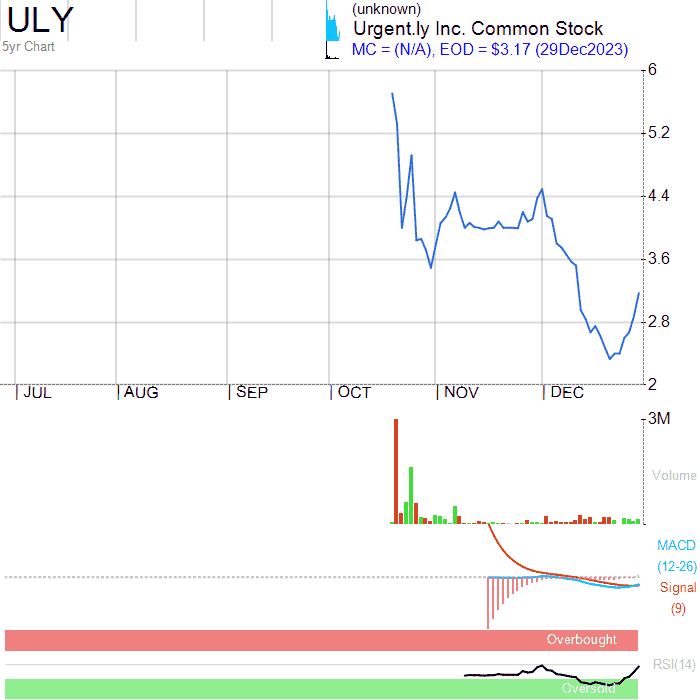 ULY
5yr Chart
(unknown)
Urgent.ly Inc. Common Stock
MC = (N/A), EOD = $3.17 (29Dec2023)
6
5.2
4.4
3.6
2.8
2
JUL AUG SEP OCT NOV DEC
3M
Volume
MACD
(12-26)
Signal
(9)
Overbought
RSI(14)
Oversold